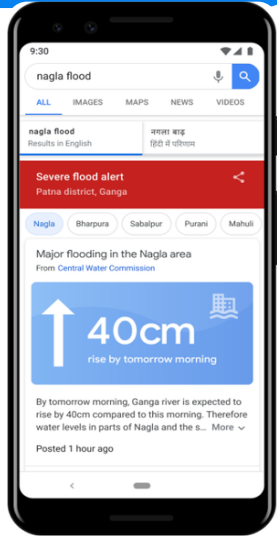 9:30
nagla flood
ALL IMAGES MAPS NEWS VIDEOS
nagla flood
Results in English
नगला बाढ़
हिंदी में परिणाम
Severe flood alert
Patna district, Ganga
Nagla Bharpura Sabalpur Purani Mahuli
Major flooding in the Nagla area
From Central Water Commission
40cm
rise by tomorrow morning
By tomorrow morning, Ganga river is expected to
rise by 40cm compared to this morning. Therefore
water levels in parts of Nagla and the s... More
Posted 1 hour ago